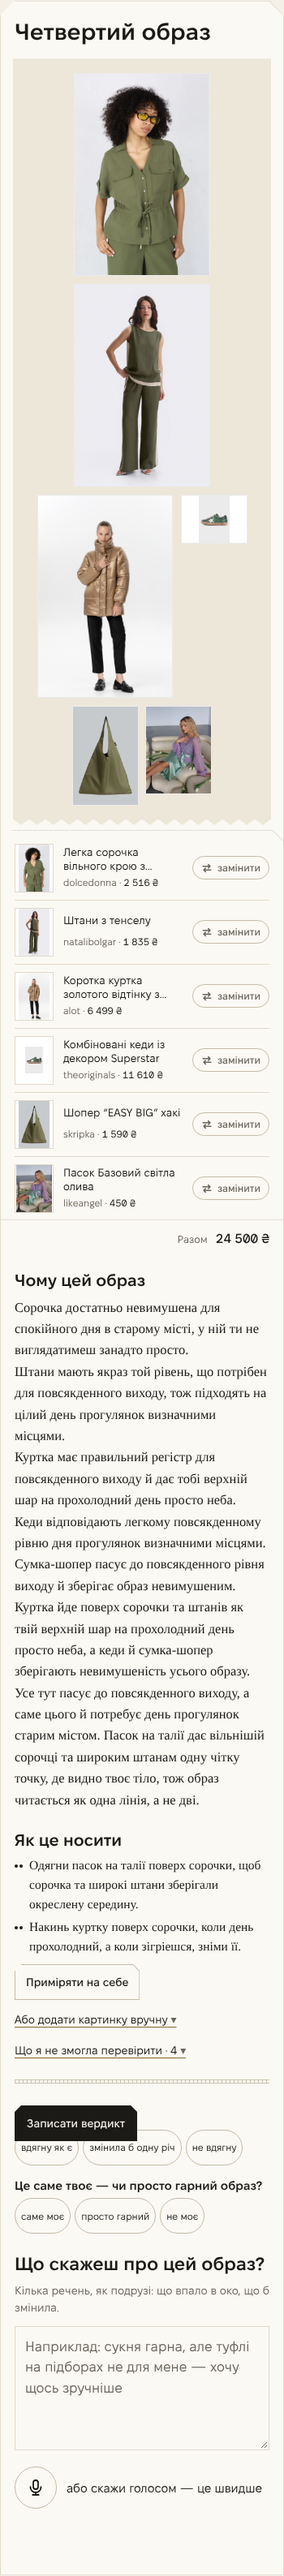 Четвертий образ
Легка сорочка
вільного крою з...
dolcedonna · 2 516 ₴
⇄ замінити
Штани з тенселу
natalibolgar · 1 835 ₴
⇄ замінити
Коротка куртка
золотого відтінку з...
alot · 6 499 ₴
⇄ замінити
Комбіновані кеди із
декором Superstar
theoriginals · 11 610 ₴
⇄ замінити
Шопер "EASY BIG" хакі
skripka · 1 590 ₴
⇄ замінити
Пасок Базовий світла
олива
likeangel · 450 ₴
⇄ замінити
Разом 24 500 ₴
Чому цей образ
Сорочка достатньо невимушена для
спокійного дня в старому місті, у ній ти не
виглядатимеш занадто просто.
Штани мають якраз той рівень, що потрібен
для повсякденного виходу, тож підходять на
цілий день прогулянок визначними
місцями.
Куртка має правильний регістр для
повсякденного виходу й дає тобі верхній
шар на прохолодний день просто неба.
Кеди відповідають легкому повсякденному
рівню дня прогулянок визначними місцями.
Сумка-шопер пасує до повсякденного рівня
виходу й зберігає образ невимушеним.
Куртка йде поверх сорочки та штанів як
твій верхній шар на прохолодний день
просто неба, а кеди й сумка-шопер
зберігають невимушеність усього образу.
Усе тут пасує до повсякденного виходу, а
саме цього й потребує день прогулянок
старим містом. Пасок на талії дає вільнішій
сорочці та широким штанам одну чітку
точку, де видно твоє тіло, тож образ
читається як одна лінія, а не дві.
Як це носити
•• Одягни пасок на талії поверх сорочки, щоб
сорочка та широкі штани зберігали
окреслену середину.
•• Накинь куртку поверх сорочки, коли день
прохолодний, а коли зігрієшся, зніми її.
Приміряти на себе
Або додати картинку вручну ▾
Що я не змогла перевірити · 4 ▾
Записати вердикт
вдягну як є
змінила б одну річ
не вдягну
Це саме твоє — чи просто гарний образ?
саме моє
просто гарний
не моє
Що скажеш про цей образ?
Кілька речень, як подрузі: що впало в око, що б
змінила.
Наприклад: сукня гарна, але туфлі
на підборах не для мене — хочу
щось зручніше
або скажи голосом — це швидше